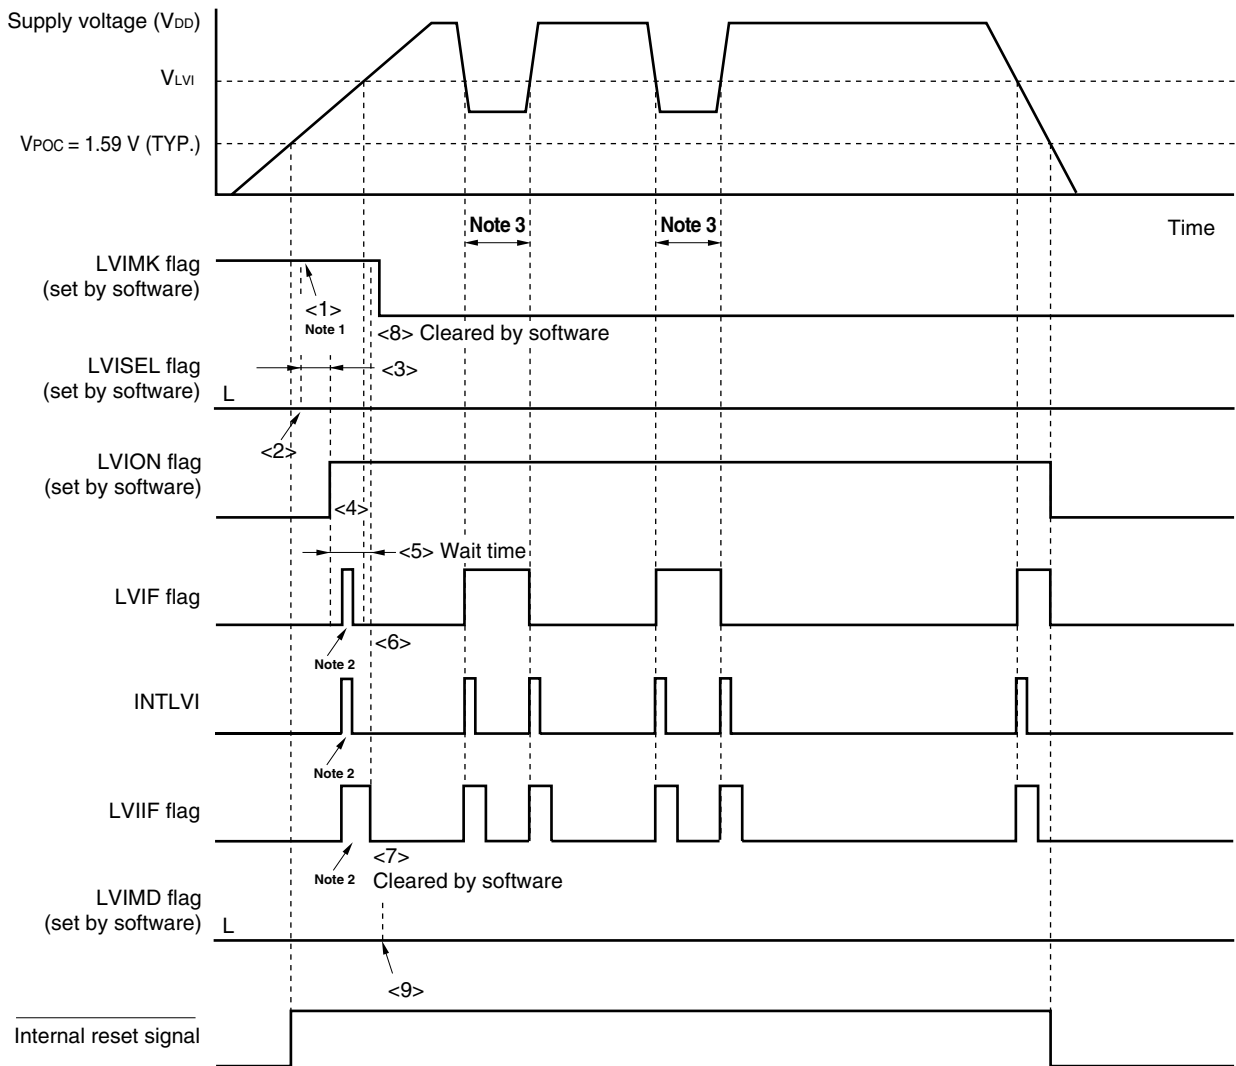 Supply voltage (VDD)
VLVI
VPOC = 1.59 V (TYP.)
Note 3
Note 3
Time
LVIMK flag
(set by software)
<1>
Note 1
<8> Cleared by software
LVISEL flag
(set by software)
L
<3>
<2>
LVION flag
(set by software)
<4>
<5> Wait time
LVIF flag
<6>
Note 2
INTLVI
Note 2
LVIIF flag
<7>
Note 2
Cleared by software
LVIMD flag
(set by software)
L
<9>
Internal reset signal